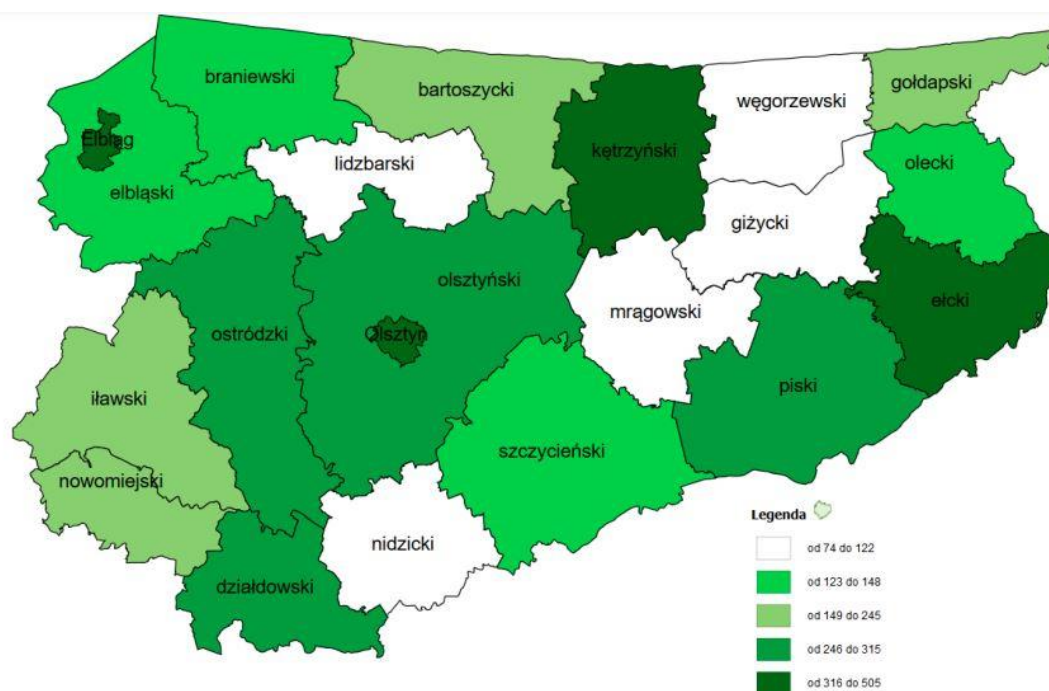 braniewski
bartoszycki
gołdapski
węgorzewski
Elbląg
kętrzyński
lidzbarski
olecki
elbląski
giżycki
olsztyński
ełcki
mrągowski
ostródzki
Olsztyn
piski
iławski
szczycieński
nowomiejski
nidzicki
działdowski
Legenda
od 74 do 122
od 123 do 148
od 149 do 245
od 246 do 315
od 316 do 505